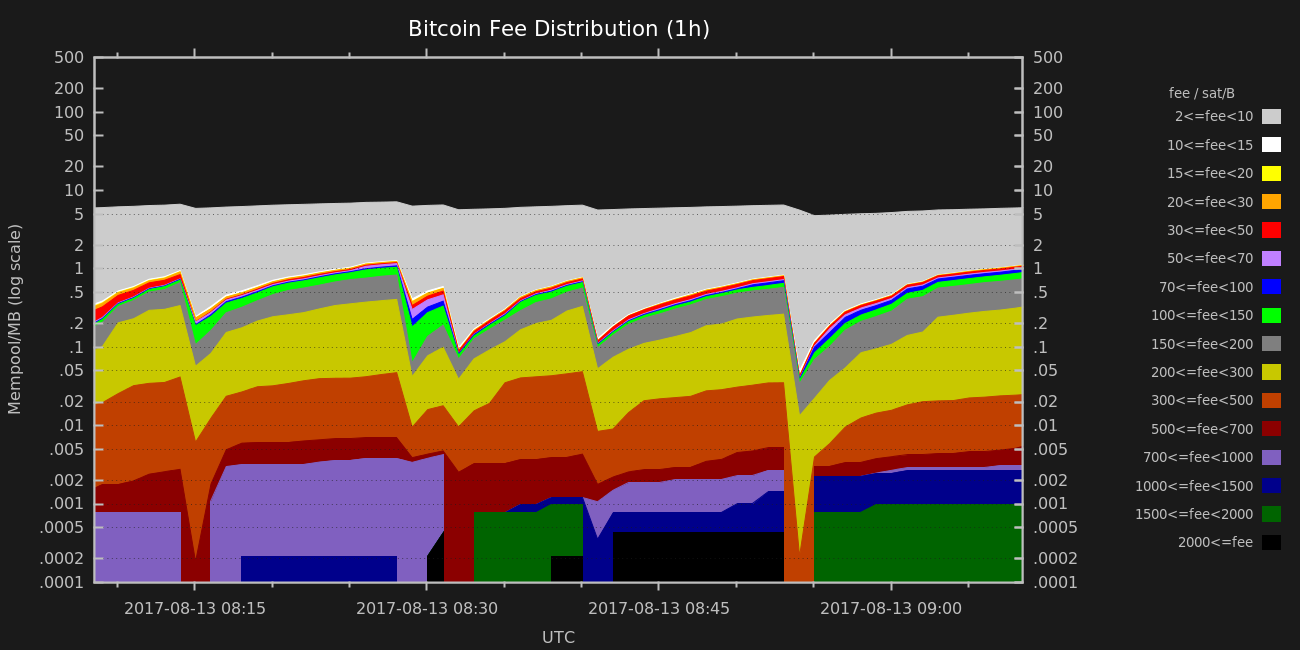 Bitcoin Fee Distribution (1h)
Mempool/MB (log scale)
500
200
100
50
20
10
5
2
1
.5
.2
.1
.05
.02
.01
.005
.002
.001
.0005
.0002
.0001
500
200
100
50
20
10
5
2
1
.5
.2
.1
.05
.02
.01
.005
.002
.001
.0005
.0002
.0001
2017-08-13 08:15
2017-08-13 08:30
2017-08-13 08:45
2017-08-13 09:00
UTC
fee / sat/B
2<=fee<10
10<=fee<15
15<=fee<20
20<=fee<30
30<=fee<50
50<=fee<70
70<=fee<100
100<=fee<150
150<=fee<200
200<=fee<300
300<=fee<500
500<=fee<700
700<=fee<1000
1000<=fee<1500
1500<=fee<2000
2000<=fee